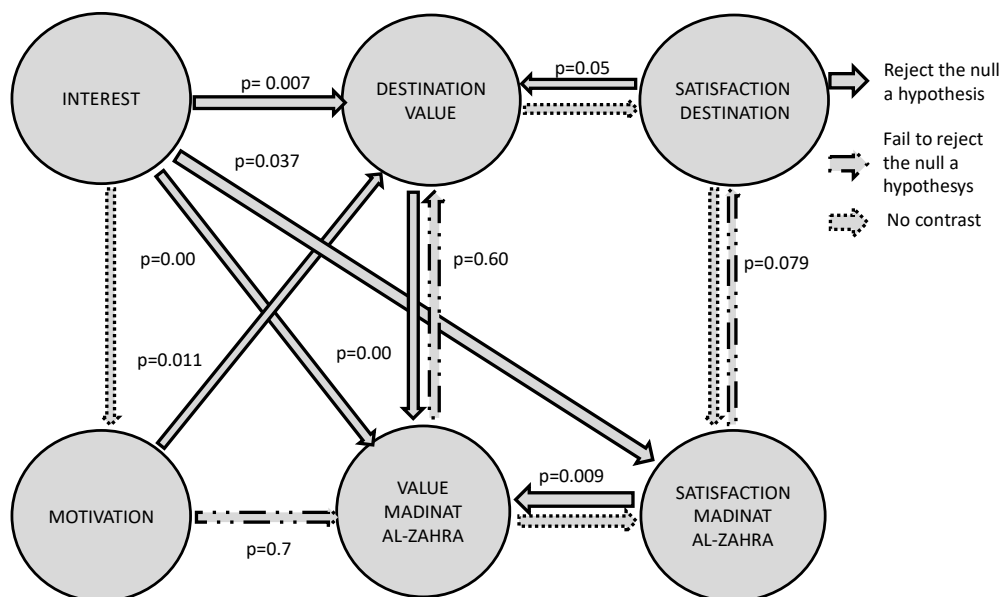 INTEREST
p= 0.007
DESTINATION
VALUE
p=0.05
SATISFACTION
DESTINATION
Reject the null
a hypothesis
Fail to reject
the null a
hypothesys
No contrast
p=0.037
p=0.00
p=0.60
p=0.079
p=0.011
p=0.00
MOTIVATION
p=0.7
VALUE
MADINAT
AL-ZAHRA
p=0.009
SATISFACTION
MADINAT
AL-ZAHRA